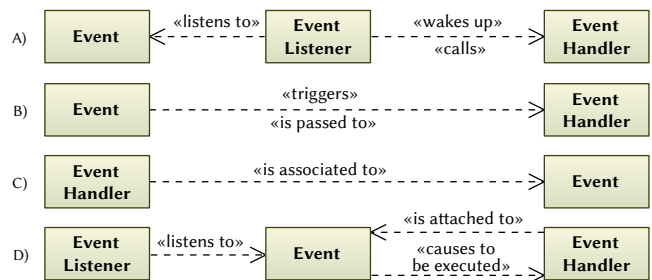 A)
Event
«listens to»
Event
Listener
«wakes up»
«calls»
Event
Handler
B)
Event
«triggers»
«is passed to»
Event
Handler
C)
Event
Handler
«is associated to»
Event
D)
Event
Listener
«listens to»
Event
«is attached to»
«causes to
be executed»
Event
Handler